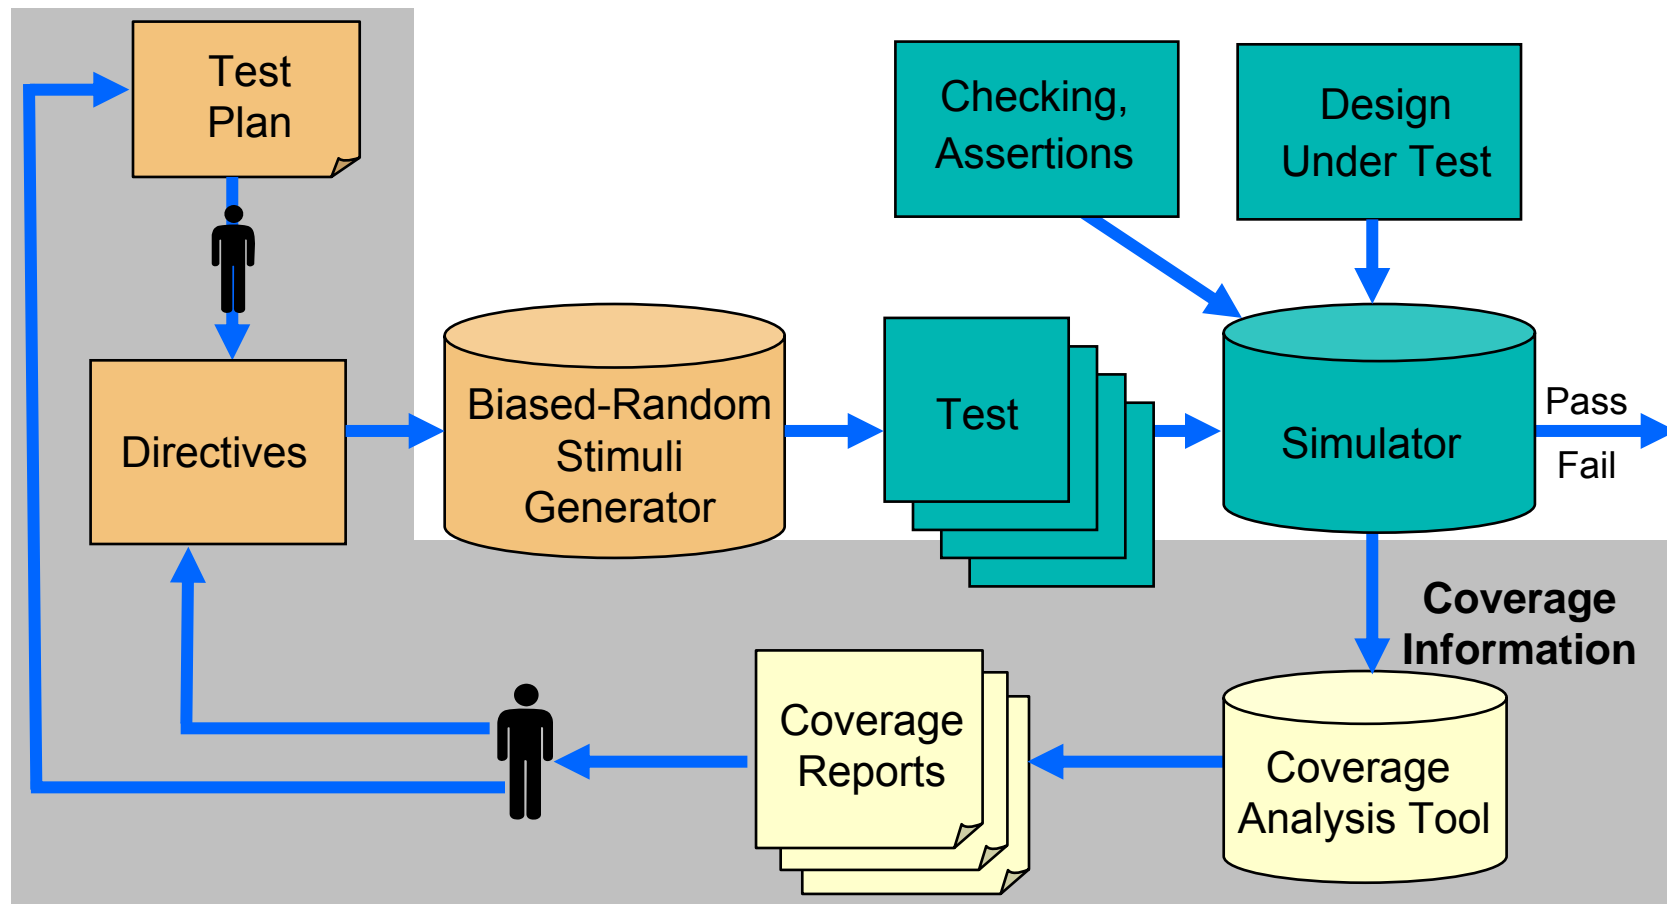 Test
Plan
Checking,
Assertions
Design
Under Test
Directives
Biased-Random
Stimuli
Generator
Test
Simulator
Pass
Fail
Coverage
Information
Coverage
Reports
Coverage
Analysis Tool